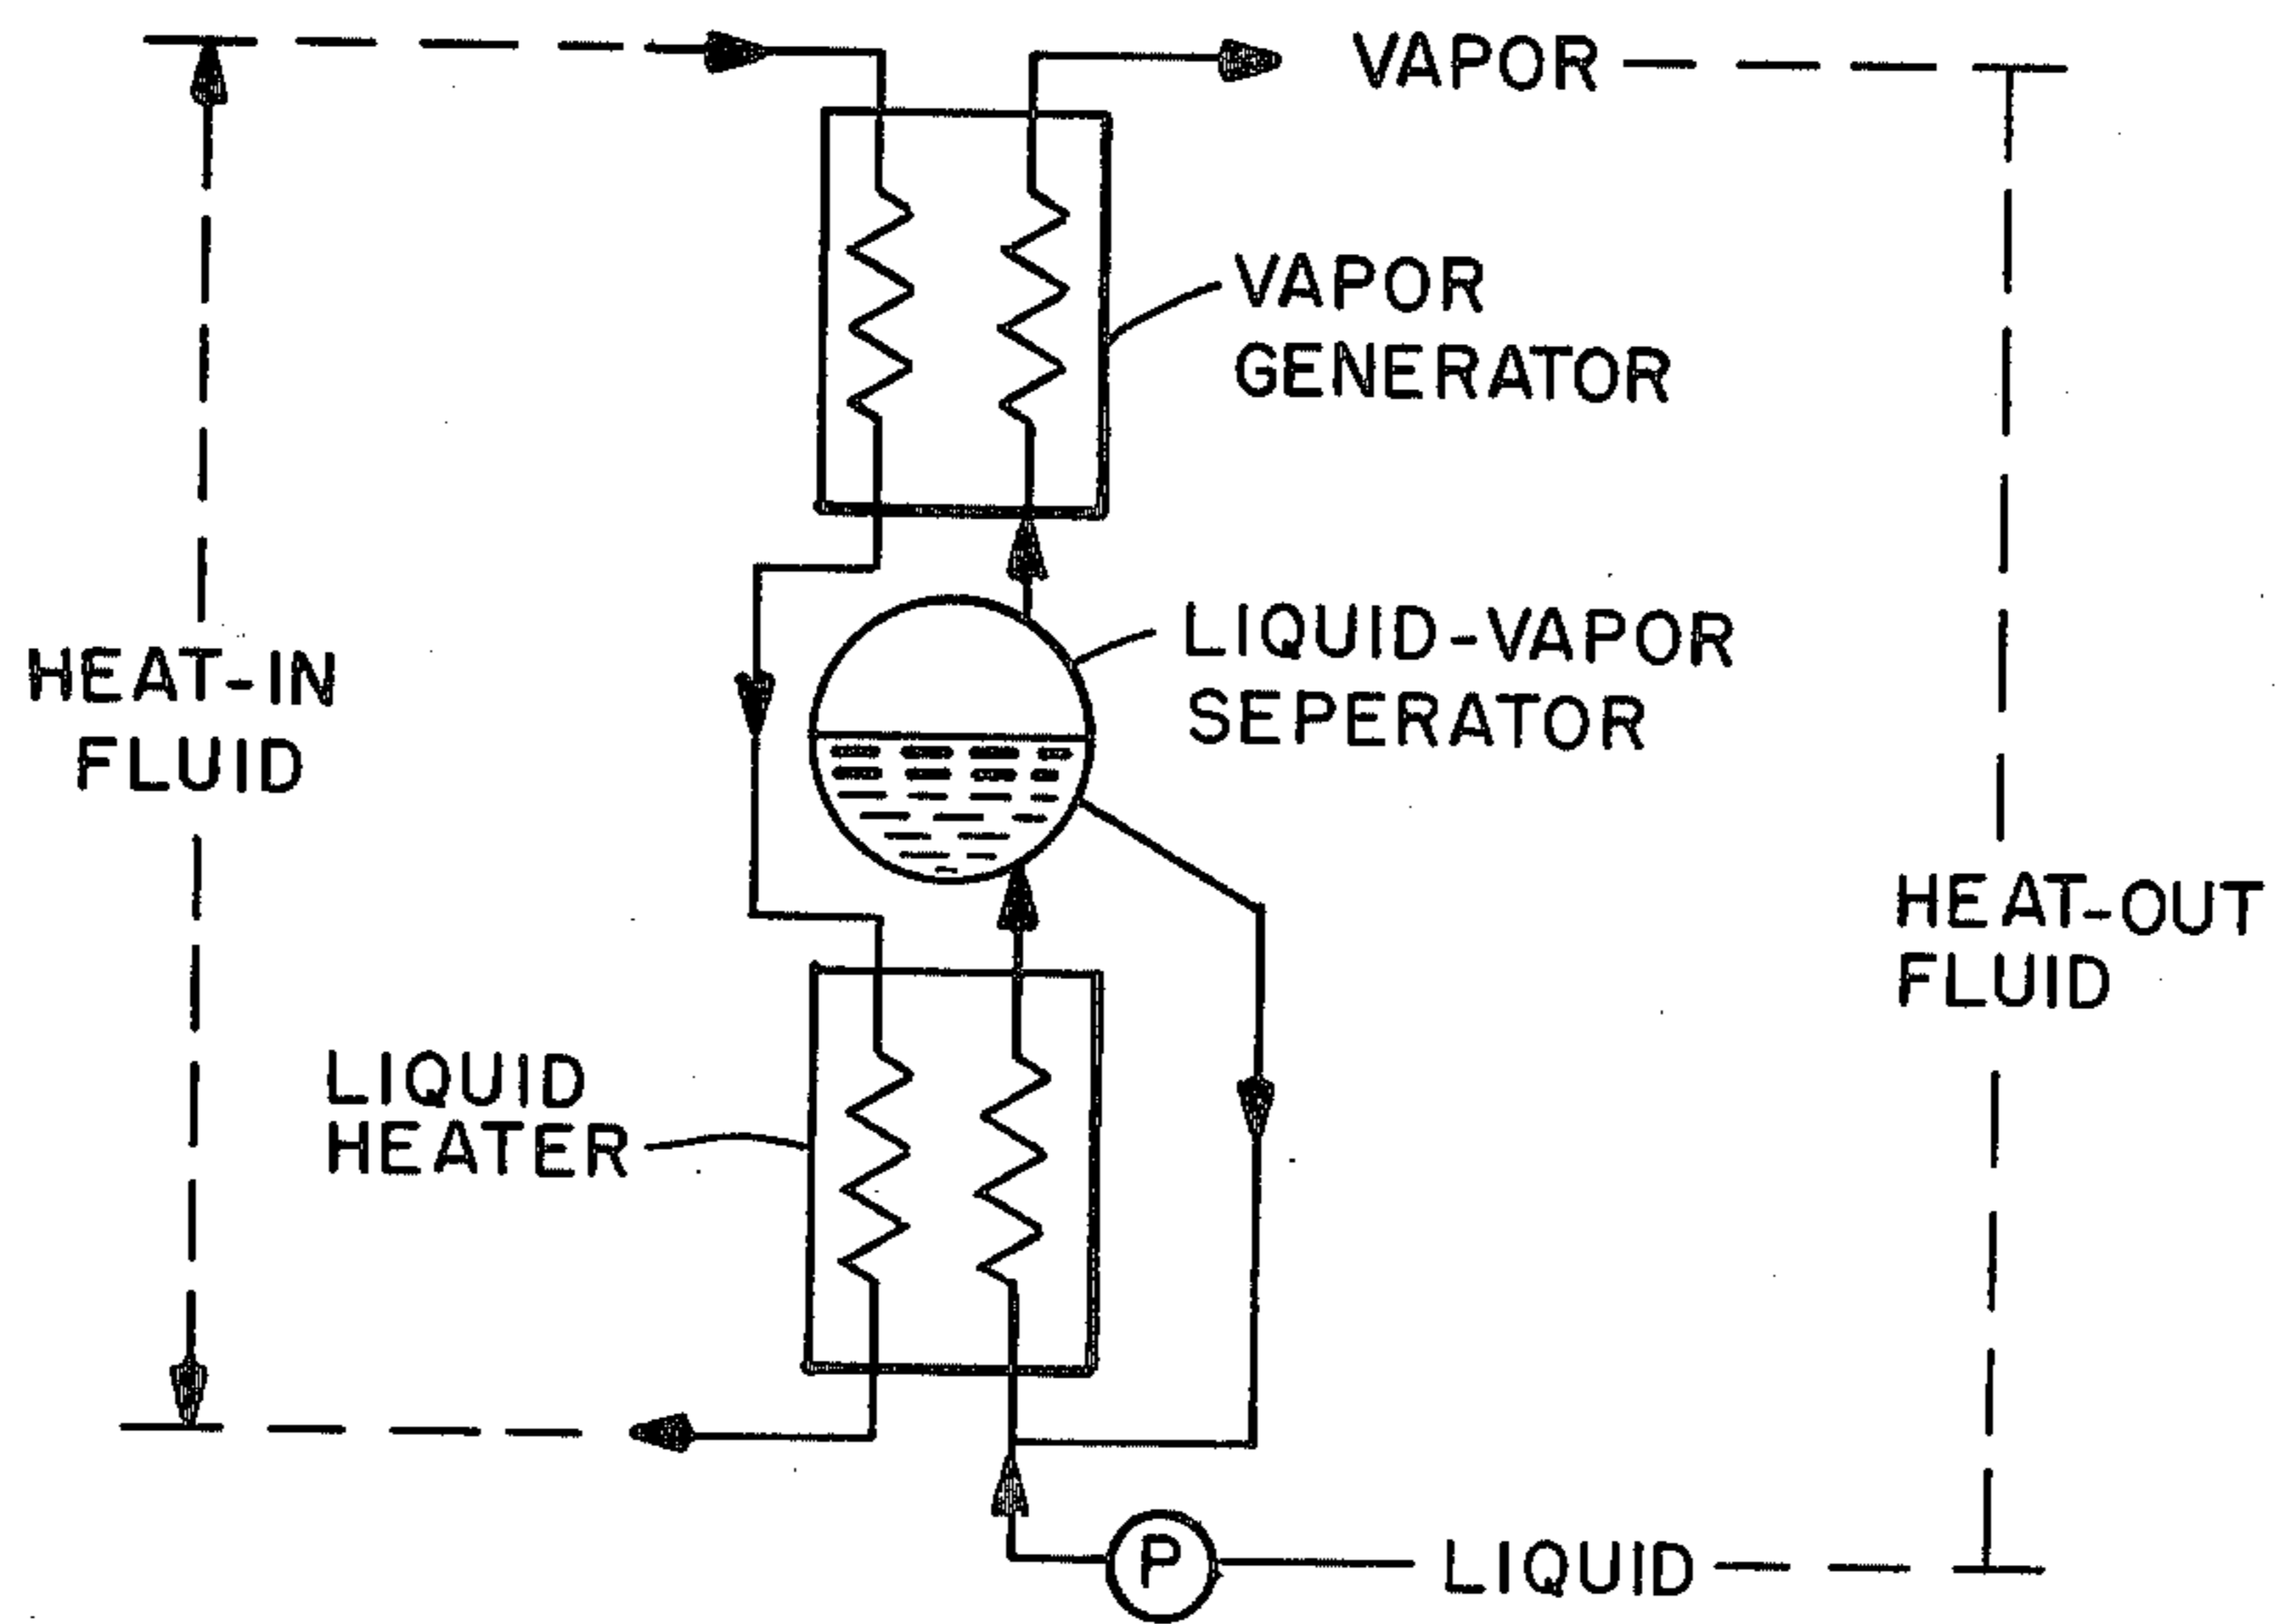 VAPOR
VAPOR
GENERATOR
LIQUID-VAPOR
SEPERATOR
HEAT-IN
FLUID
HEAT-OUT
FLUID
LIQUID
HEATER
P
LIQUID